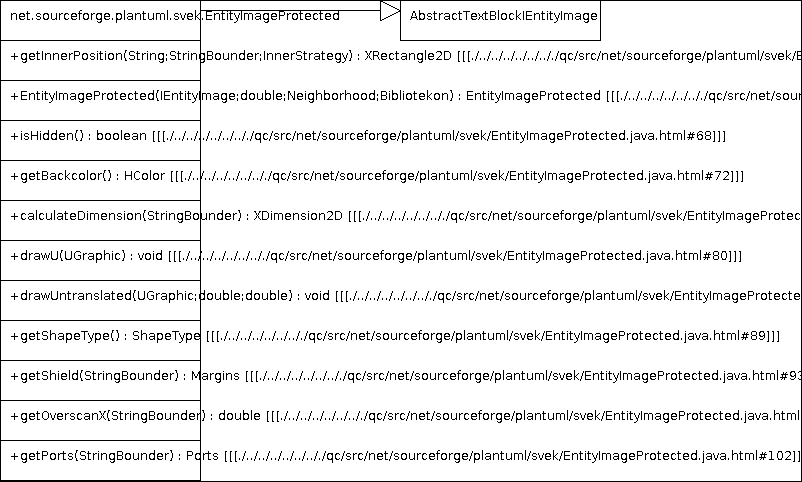 net.sourceforge.plantuml.svek.EntityImageProtected
AbstractTextBlockIEntityImage
+getInnerPosition(String;StringBounder;InnerStrategy) : XRectangle2D [[[./../../../../../../../qc/src/net/sourceforge/plantuml/svek/E
+EntityImageProtected(IEntityImage;double;Neighborhood;Bibliotekon) : EntityImageProtected [[[./../../../../../../../qc/src/net/sour
+isHidden() : boolean [[[./../../../../../../../qc/src/net/sourceforge/plantuml/svek/EntityImageProtected.java.html#68]]]
+getBackcolor() : HColor [[[./../../../../../../../qc/src/net/sourceforge/plantuml/svek/EntityImageProtected.java.html#72]]]
+calculateDimension(StringBounder) : XDimension2D [[[./../../../../../../../qc/src/net/sourceforge/plantuml/svek/EntityImageProtec
+drawU(UGraphic) : void [[[./../../../../../../../qc/src/net/sourceforge/plantuml/svek/EntityImageProtected.java.html#80]]]
+drawUntranslated(UGraphic;double;double) : void [[[./../../../../../../../qc/src/net/sourceforge/plantuml/svek/EntityImageProtecte
+getShapeType() : ShapeType [[[./../../../../../../../qc/src/net/sourceforge/plantuml/svek/EntityImageProtected.java.html#89]]]
+getShield(StringBounder) : Margins [[[./../../../../../../../qc/src/net/sourceforge/plantuml/svek/EntityImageProtected.java.html#93
+getOverscanX(StringBounder) : double [[[./../../../../../../../qc/src/net/sourceforge/plantuml/svek/EntityImageProtected.java.html
+getPorts(StringBounder) : Ports [[[./../../../../../../../qc/src/net/sourceforge/plantuml/svek/EntityImageProtected.java.html#102]]]